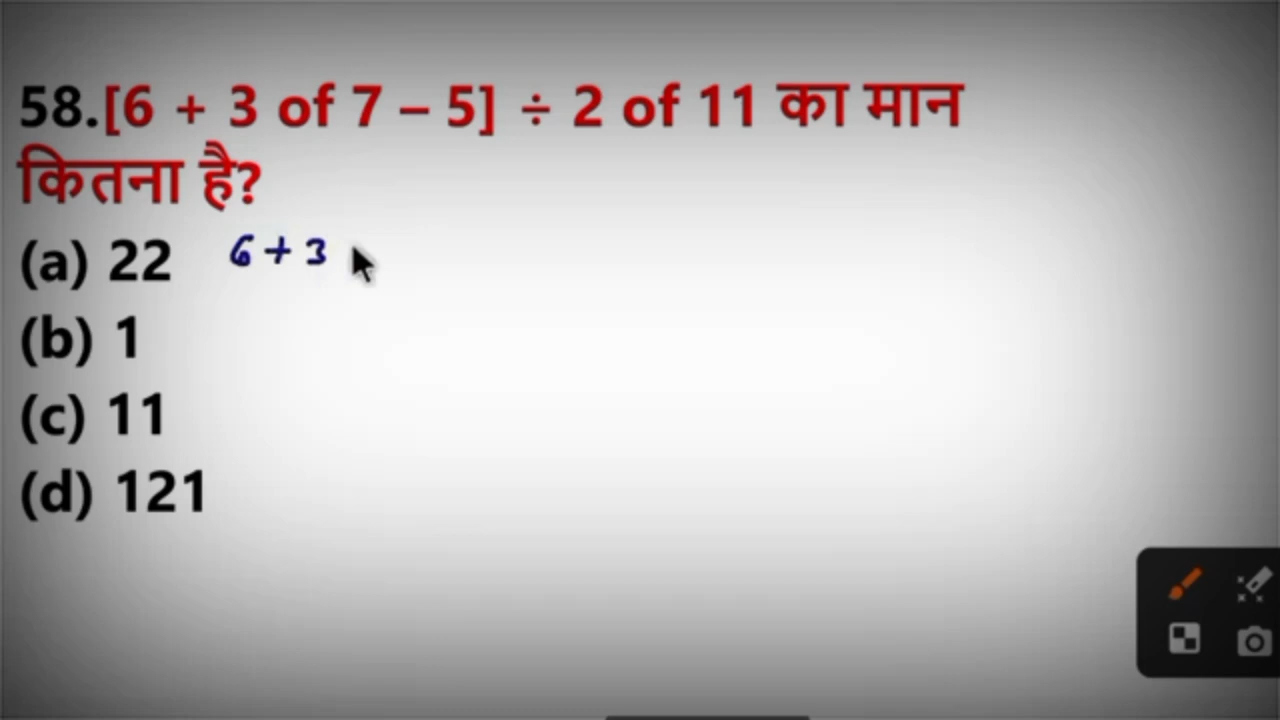 58.[6 + 3 of 7 – 5] ÷ 2 of 11 का मान
कितना है?
(a) 22 6+3
(b) 1
(c) 11
(d) 121